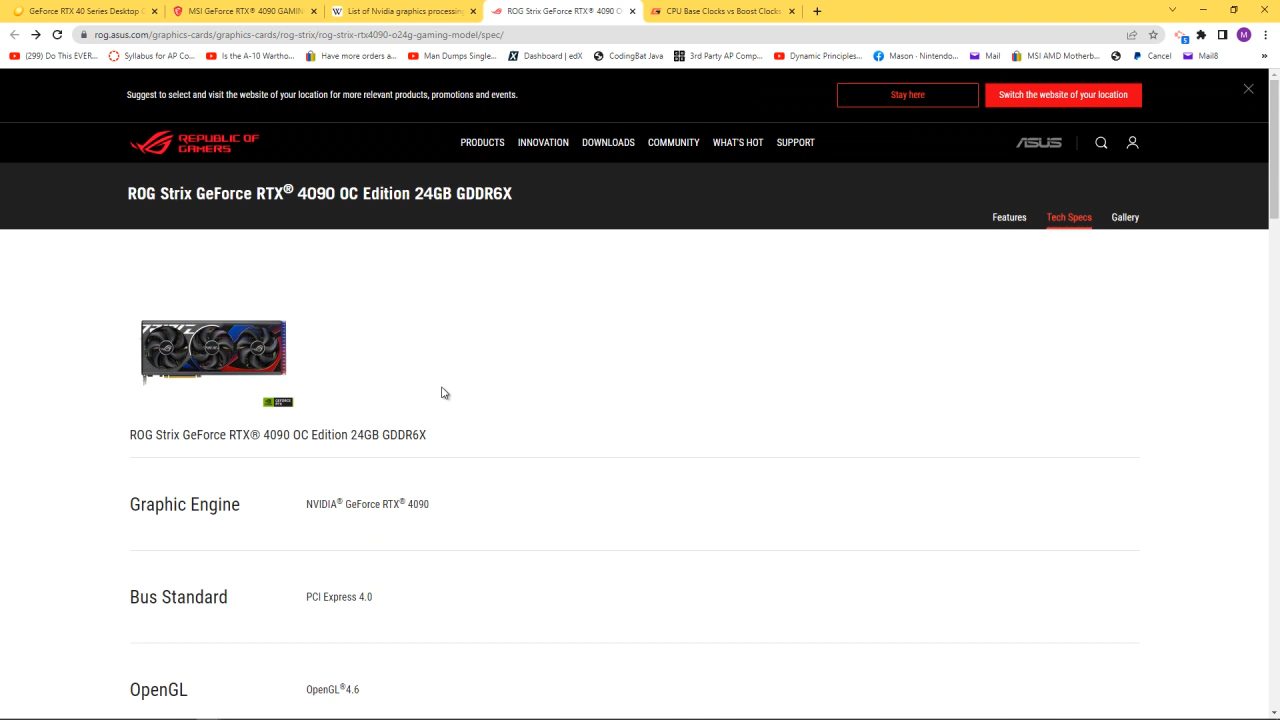 GeForce RTX 40 Series Desktop C
MSI GeForce RTX® 4090 GAMIN
List of Nvidia graphics processing
ROG Strix GeForce RTX® 4090 O
CPU Base Clocks vs Boost Clocks
rog.asus.com/graphics-cards/graphics-cards/rog-strix/rog-strix-rtx4090-o24g-gaming-model/spec/
M
(299) Do This EVER...
Syllabus for AP Co...
Is the A-10 Wartho...
Have more orders a...
Man Dumps Single...
Dashboard | edX
CodingBat Java
3rd Party AP Comp...
Dynamic Principles...
Mason - Nintendo...
Mail
MSI AMD Motherb...
Cancel
Mail8
Suggest to select and visit the website of your location for more relevant products, promotions and events.
Stay here
Switch the website of your location
REPUBLIC OF
GAMERS
PRODUCTS
INNOVATION
DOWNLOADS
COMMUNITY
WHAT'S HOT
SUPPORT
ASUS
ROG Strix GeForce RTX® 4090 OC Edition 24GB GDDR6X
Features
Tech Specs
Gallery
ROG Strix GeForce RTX® 4090 OC Edition 24GB GDDR6X
Graphic Engine
NVIDIA® GeForce RTX® 4090
Bus Standard
PCI Express 4.0
OpenGL
OpenGL®4.6